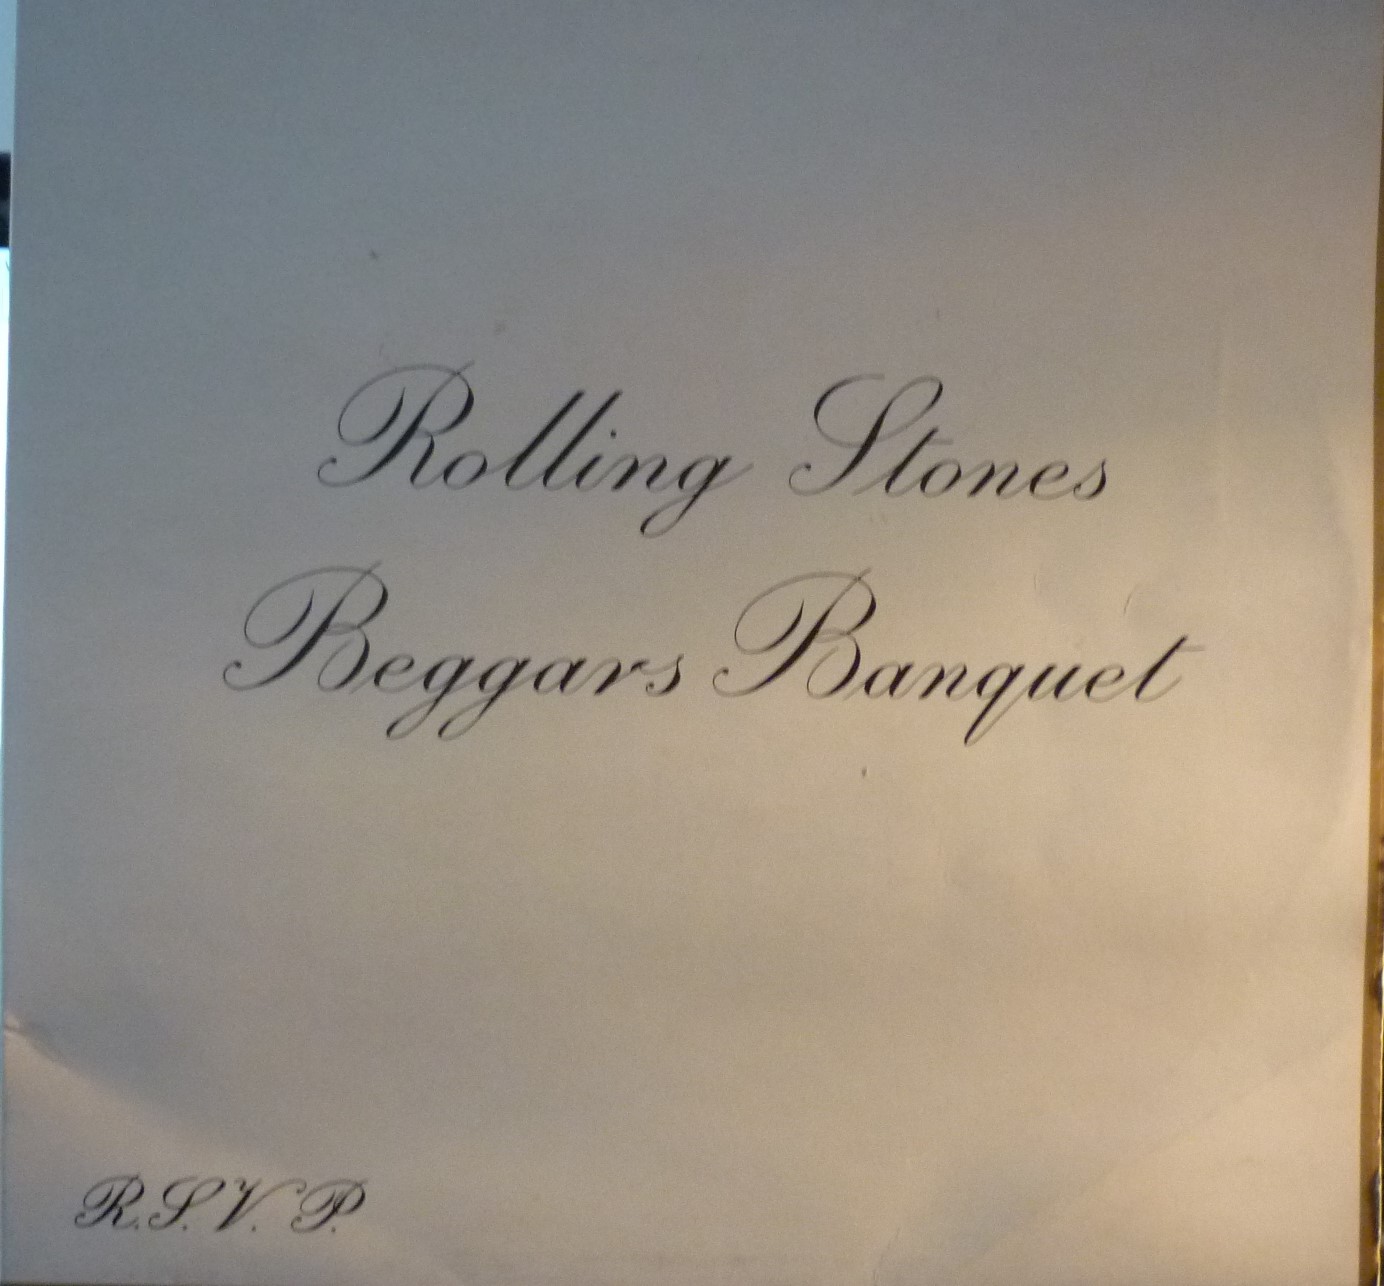 Rolling Stones
Beggars Banquet
R.S.V.P.